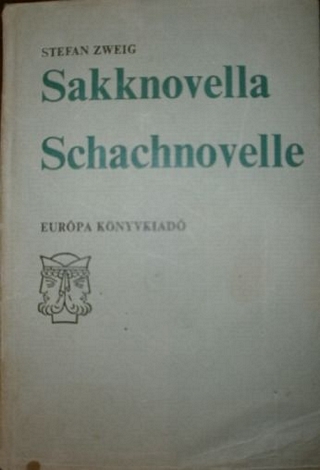 STEFAN ZWEIG
Sakknovella
Schachnovelle
EURÓPA KÖNYVKIADÓ